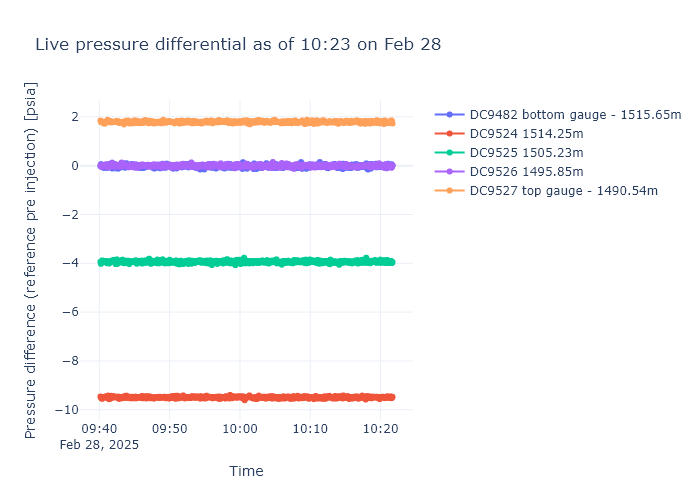 Live pressure differential as of 10:23 on Feb 28
Pressure difference (reference pre injection) [psia]
2
0
−2
−4
−6
−8
−10
09:40
Feb 28, 2025
09:50
10:00
10:10
10:20
Time
DC9482 bottom gauge - 1515.65m
DC9524 1514.25m
DC9525 1505.23m
DC9526 1495.85m
DC9527 top gauge - 1490.54m